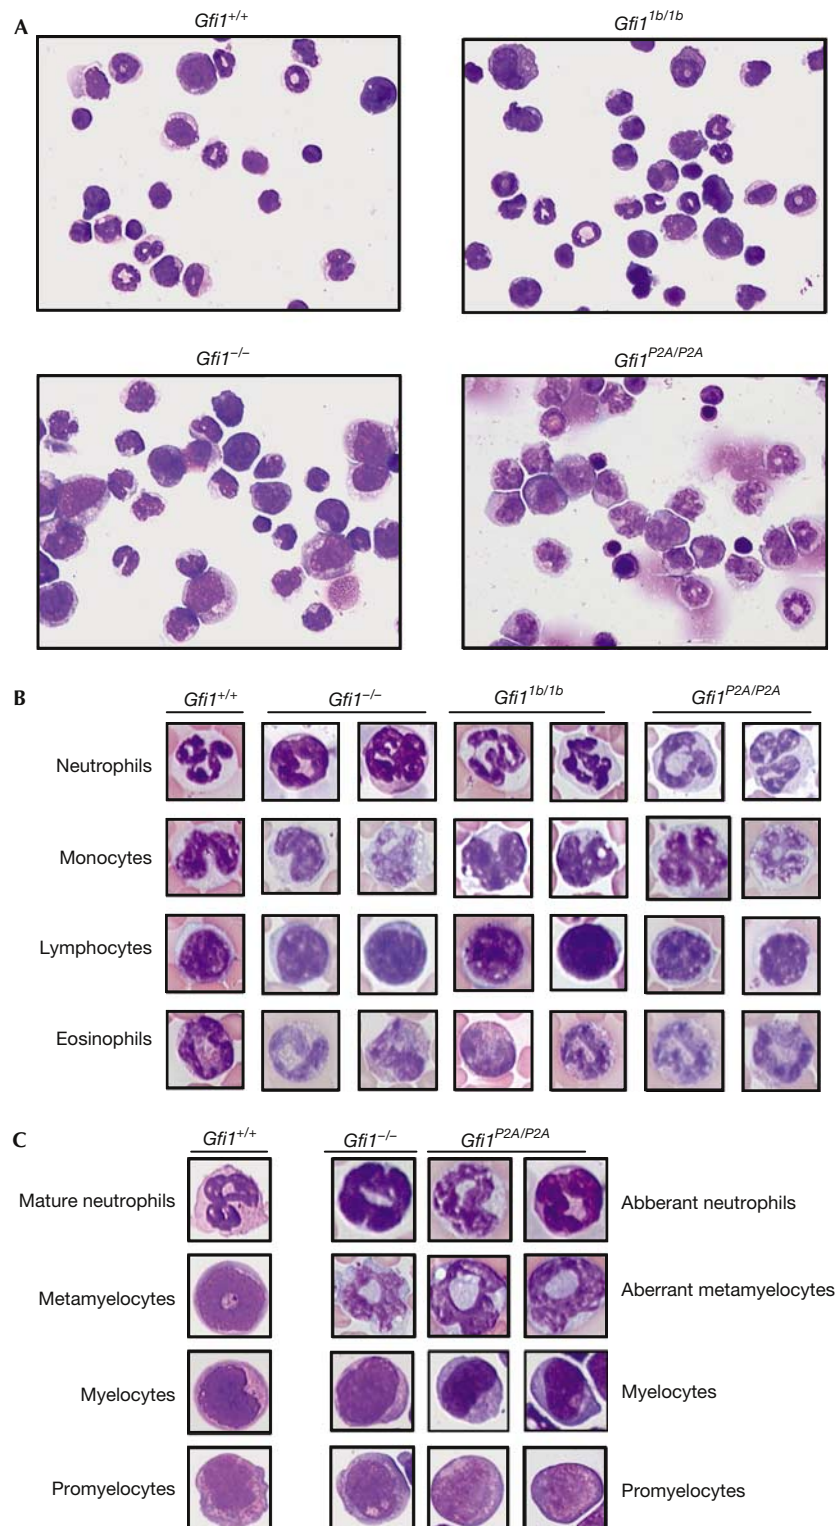 A
Gfi1+/+
Gfi11b/1b
Gfi1−/−
Gfi1P2A/P2A
B
Gfi1+/+ Gfi1−/− Gfi11b/1b Gfi1P2A/P2A
Neutrophils
Monocytes
Lymphocytes
Eosinophils
C
Gfi1+/+ Gfi1−/− Gfi1P2A/P2A
Mature neutrophils Abberant neutrophils
Metamyelocytes Aberrant metamyelocytes
Myelocytes Myelocytes
Promyelocytes Promyelocytes